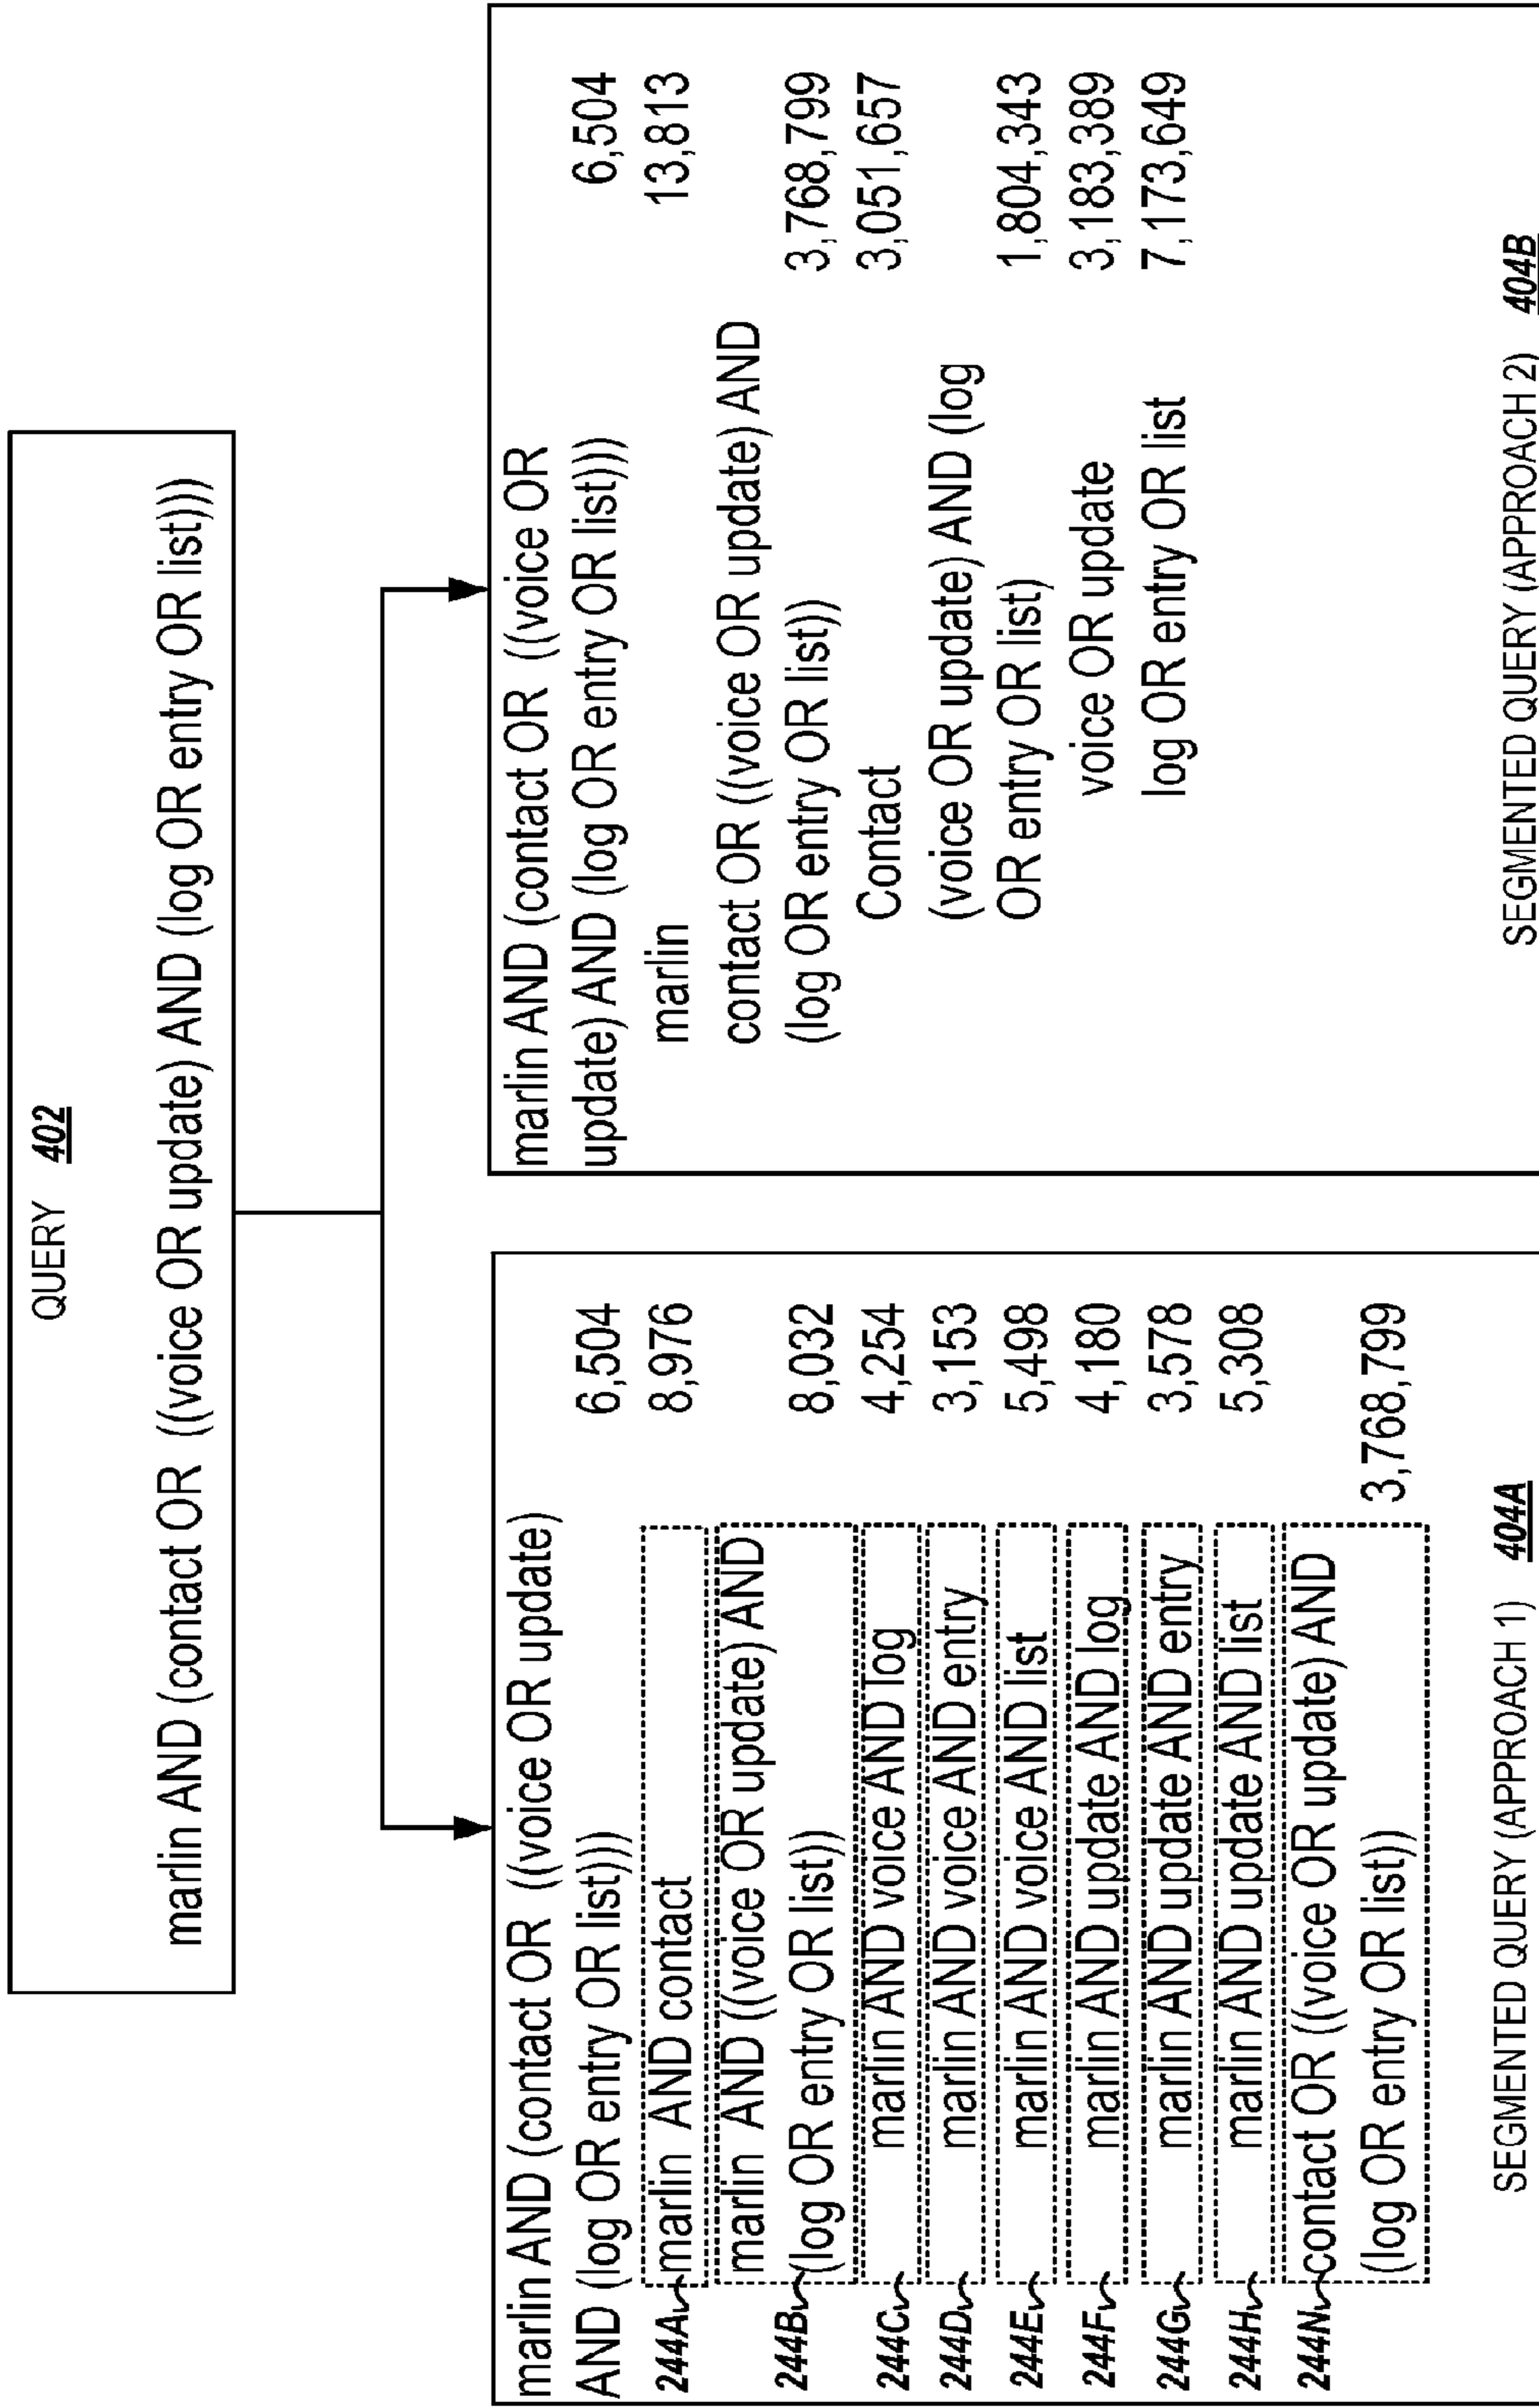 QUERY 402
marlin AND (contact OR ((voice OR update) AND (log OR entry OR list)))
marlin AND (contact OR ((voice OR update)
AND (log OR entry OR list))) 6,504
244A marlin AND contact 8,976
marlin AND ((voice OR update) AND
244B (log OR entry OR list)) 8,032
244C marlin AND voice AND log 4,254
244D marlin AND voice AND entry 3,153
244E marlin AND voice AND list 5,498
244F marlin AND update AND log 4,180
244G marlin AND update AND entry 3,578
244H marlin AND update AND list 5,308
244N contact OR ((voice OR update) AND
(log OR entry OR list)) 3,768,799
SEGMENTED QUERY (APPROACH 1) 404A
marlin AND (contact OR ((voice OR
update) AND (log OR entry OR list))) 6,504
marlin 13,813
contact OR ((voice OR update) AND
(log OR entry OR list)) 3,768,799
Contact 3,051,657
(voice OR update) AND (log
OR entry OR list) 1,804,343
voice OR update 3,183,389
log OR entry OR list 7,173,649
SEGMENTED QUERY (APPROACH 2) 404B